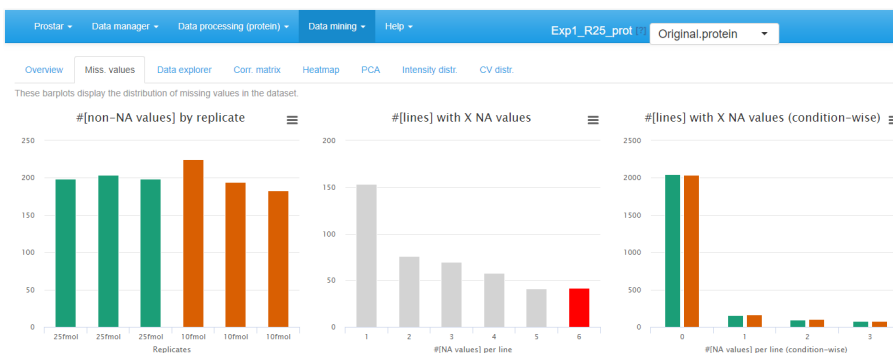 Prostar Data manager Data processing (protein) Data mining Help Exp1_R25_prot [?] Original.protein
Overview Miss. values Data explorer Corr. matrix Heatmap PCA Intensity distr. CV distr.
These barplots display the distribution of missing values in the dataset.
#[non-NA values] by replicate
250
200
150
100
50
0
25fmol 25fmol 25fmol 10fmol 10fmol 10fmol
Replicates
#[lines] with X NA values
200
150
100
50
0
1 2 3 4 5 6
#[NA values] per line
#[lines] with X NA values (condition-wise)
2500
2000
1500
1000
500
0
0 1 2 3
#[NA values] per line (condition-wise)